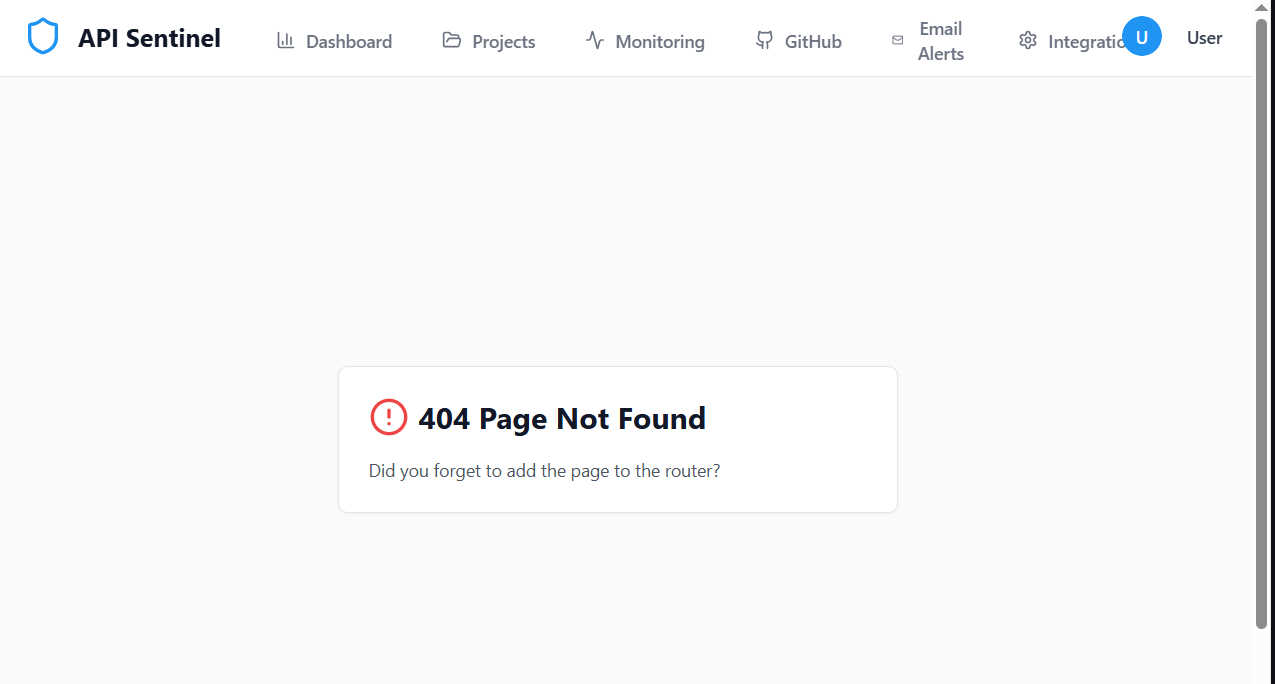 API Sentinel
Dashboard
Projects
Monitoring
GitHub
Email
Alerts
Integratio
U
User
404 Page Not Found
Did you forget to add the page to the router?